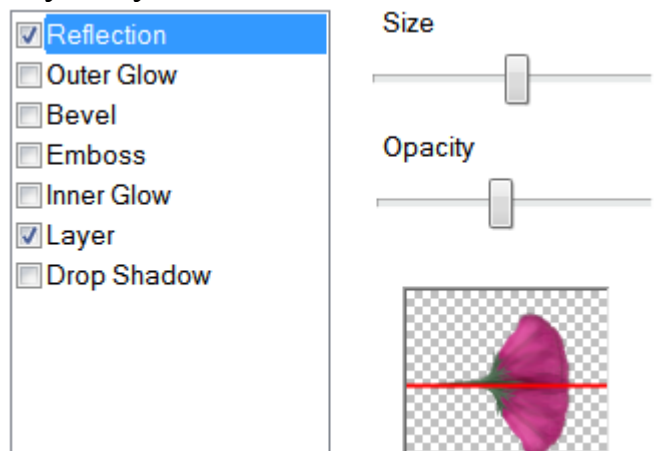 Reflection
Outer Glow
Bevel
Emboss
Inner Glow
Layer
Drop Shadow
Size
Opacity